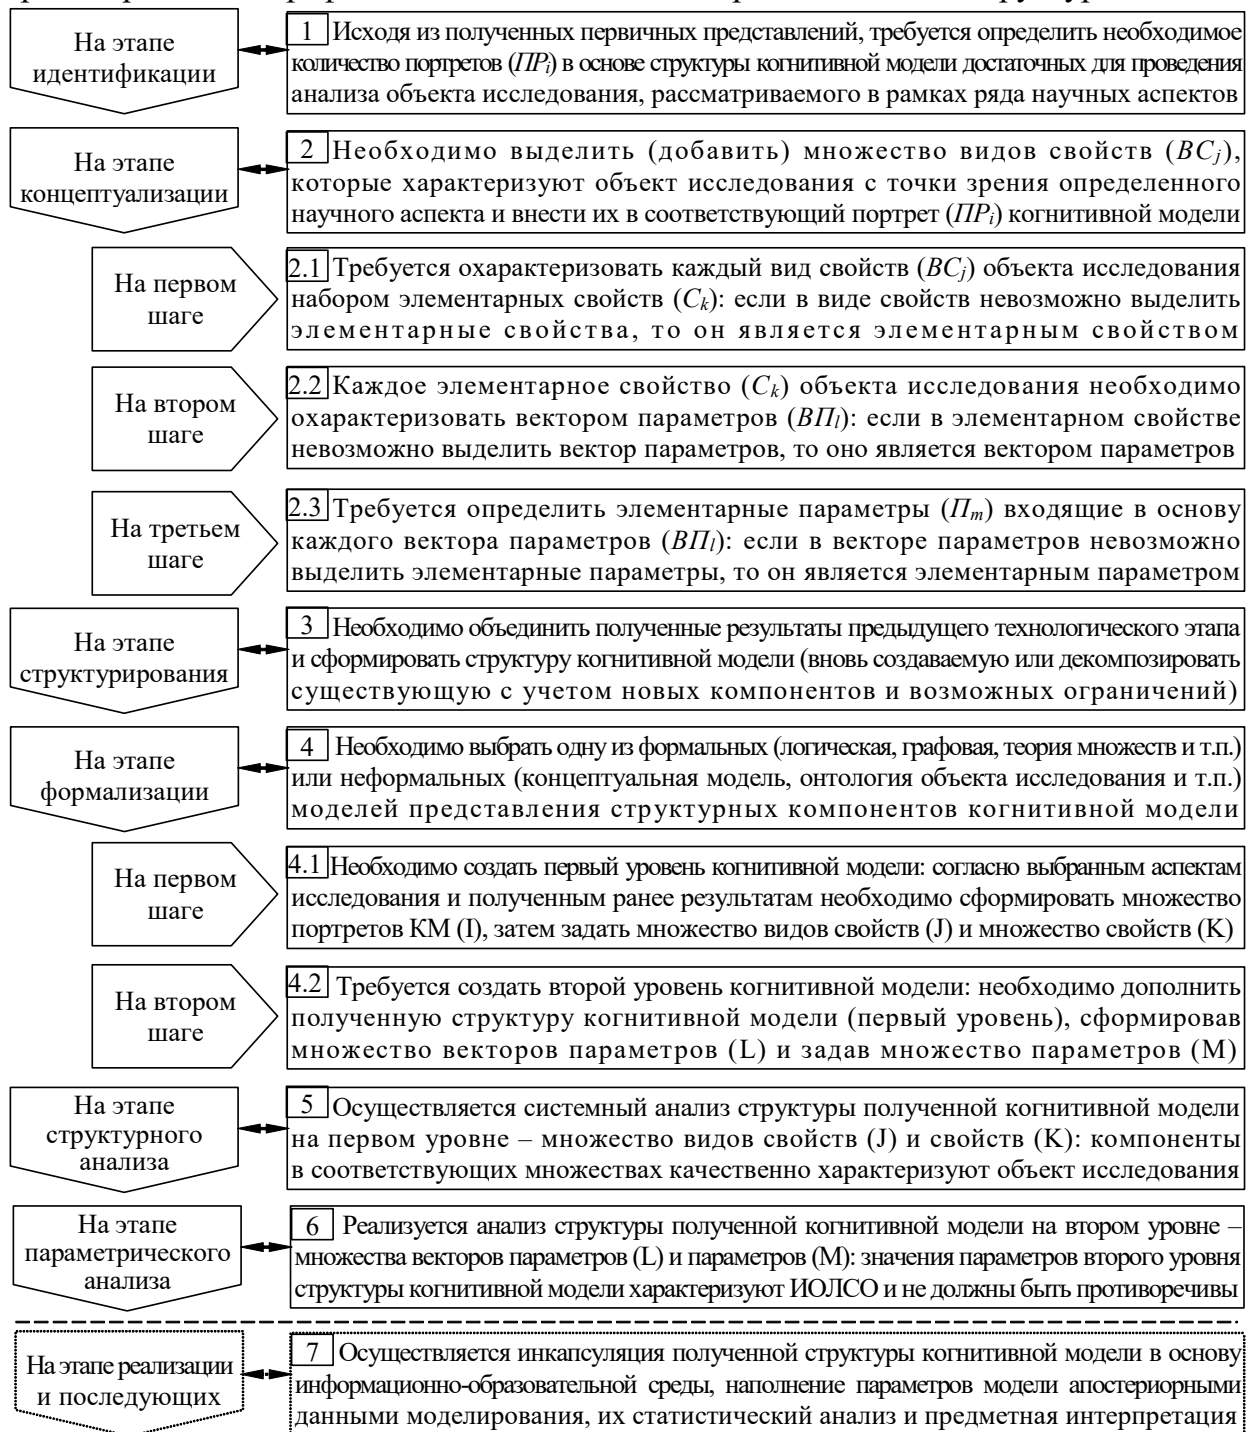 На этапе
идентификации
1 Исходя из полученных первичных представлений, требуется определить необходимое
количество портретов (ПРi) в основе структуры когнитивной модели достаточных для проведения
анализа объекта исследования, рассматриваемого в рамках ряда научных аспектов
На этапе
концептуализации
2 Необходимо выделить (добавить) множество видов свойств (ВСj),
которые характеризуют объект исследования с точки зрения определенного
научного аспекта и внести их в соответствующий портрет (ПРi) когнитивной модели
На первом
шаге
2.1 Требуется охарактеризовать каждый вид свойств (ВСj) объекта исследования
набором элементарных свойств (Сk): если в виде свойств невозможно выделить
элементарные свойства, то он является элементарным свойством
На втором
шаге
2.2 Каждое элементарное свойство (Сk) объекта исследования необходимо
охарактеризовать вектором параметров (ВПl): если в элементарном свойстве
невозможно выделить вектор параметров, то оно является вектором параметров
На третьем
шаге
2.3 Требуется определить элементарные параметры (Пm) входящие в основу
каждого вектора параметров (ВПl): если в векторе параметров невозможно
выделить элементарные параметры, то он является элементарным параметром
На этапе
структурирования
3 Необходимо объединить полученные результаты предыдущего технологического этапа
и сформировать структуру когнитивной модели (вновь создаваемую или декомпозировать
существующую с учетом новых компонентов и возможных ограничений)
На этапе
формализации
4 Необходимо выбрать одну из формальных (логическая, графовая, теория множеств и т.п.)
или неформальных (концептуальная модель, онтология объекта исследования и т.п.)
моделей представления структурных компонентов когнитивной модели
На первом
шаге
4.1 Необходимо создать первый уровень когнитивной модели: согласно выбранным аспектам
исследования и полученным ранее результатам необходимо сформировать множество
портретов КМ (I), затем задать множество видов свойств (J) и множество свойств (K)
На втором
шаге
4.2 Требуется создать второй уровень когнитивной модели: необходимо дополнить
полученную структуру когнитивной модели (первый уровень), сформировав
множество векторов параметров (L) и задав множество параметров (M)
На этапе
структурного
анализа
5 Осуществляется системный анализ структуры полученной когнитивной модели
на первом уровне – множество видов свойств (J) и свойств (K): компоненты
в соответствующих множествах качественно характеризуют объект исследования
На этапе
параметрического
анализа
6 Реализуется анализ структуры полученной когнитивной модели на втором уровне –
множества векторов параметров (L) и параметров (M): значения параметров второго уровня
структуры когнитивной модели характеризуют ИОЛСО и не должны быть противоречивы
На этапе реализации
и последующих
7 Осуществляется инкапсуляция полученной структуры когнитивной модели в основу
информационно-образовательной среды, наполнение параметров модели апостериорными
данными моделирования, их статистический анализ и предметная интерпретация